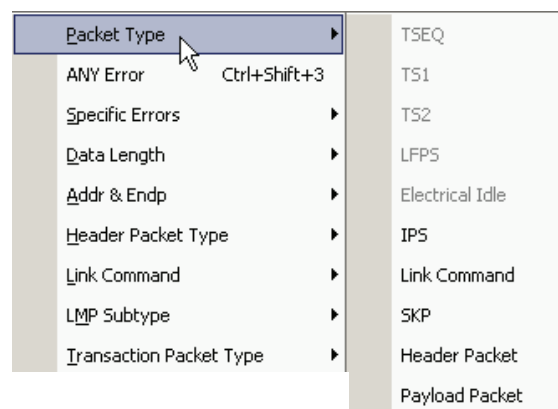 Packet Type
ANY Error Ctrl+Shift+3
Specific Errors
Data Length
Addr & Endp
Header Packet Type
Link Command
LMP Subtype
Transaction Packet Type
TSEQ
TS1
TS2
LFPS
Electrical Idle
IPS
Link Command
SKP
Header Packet
Payload Packet